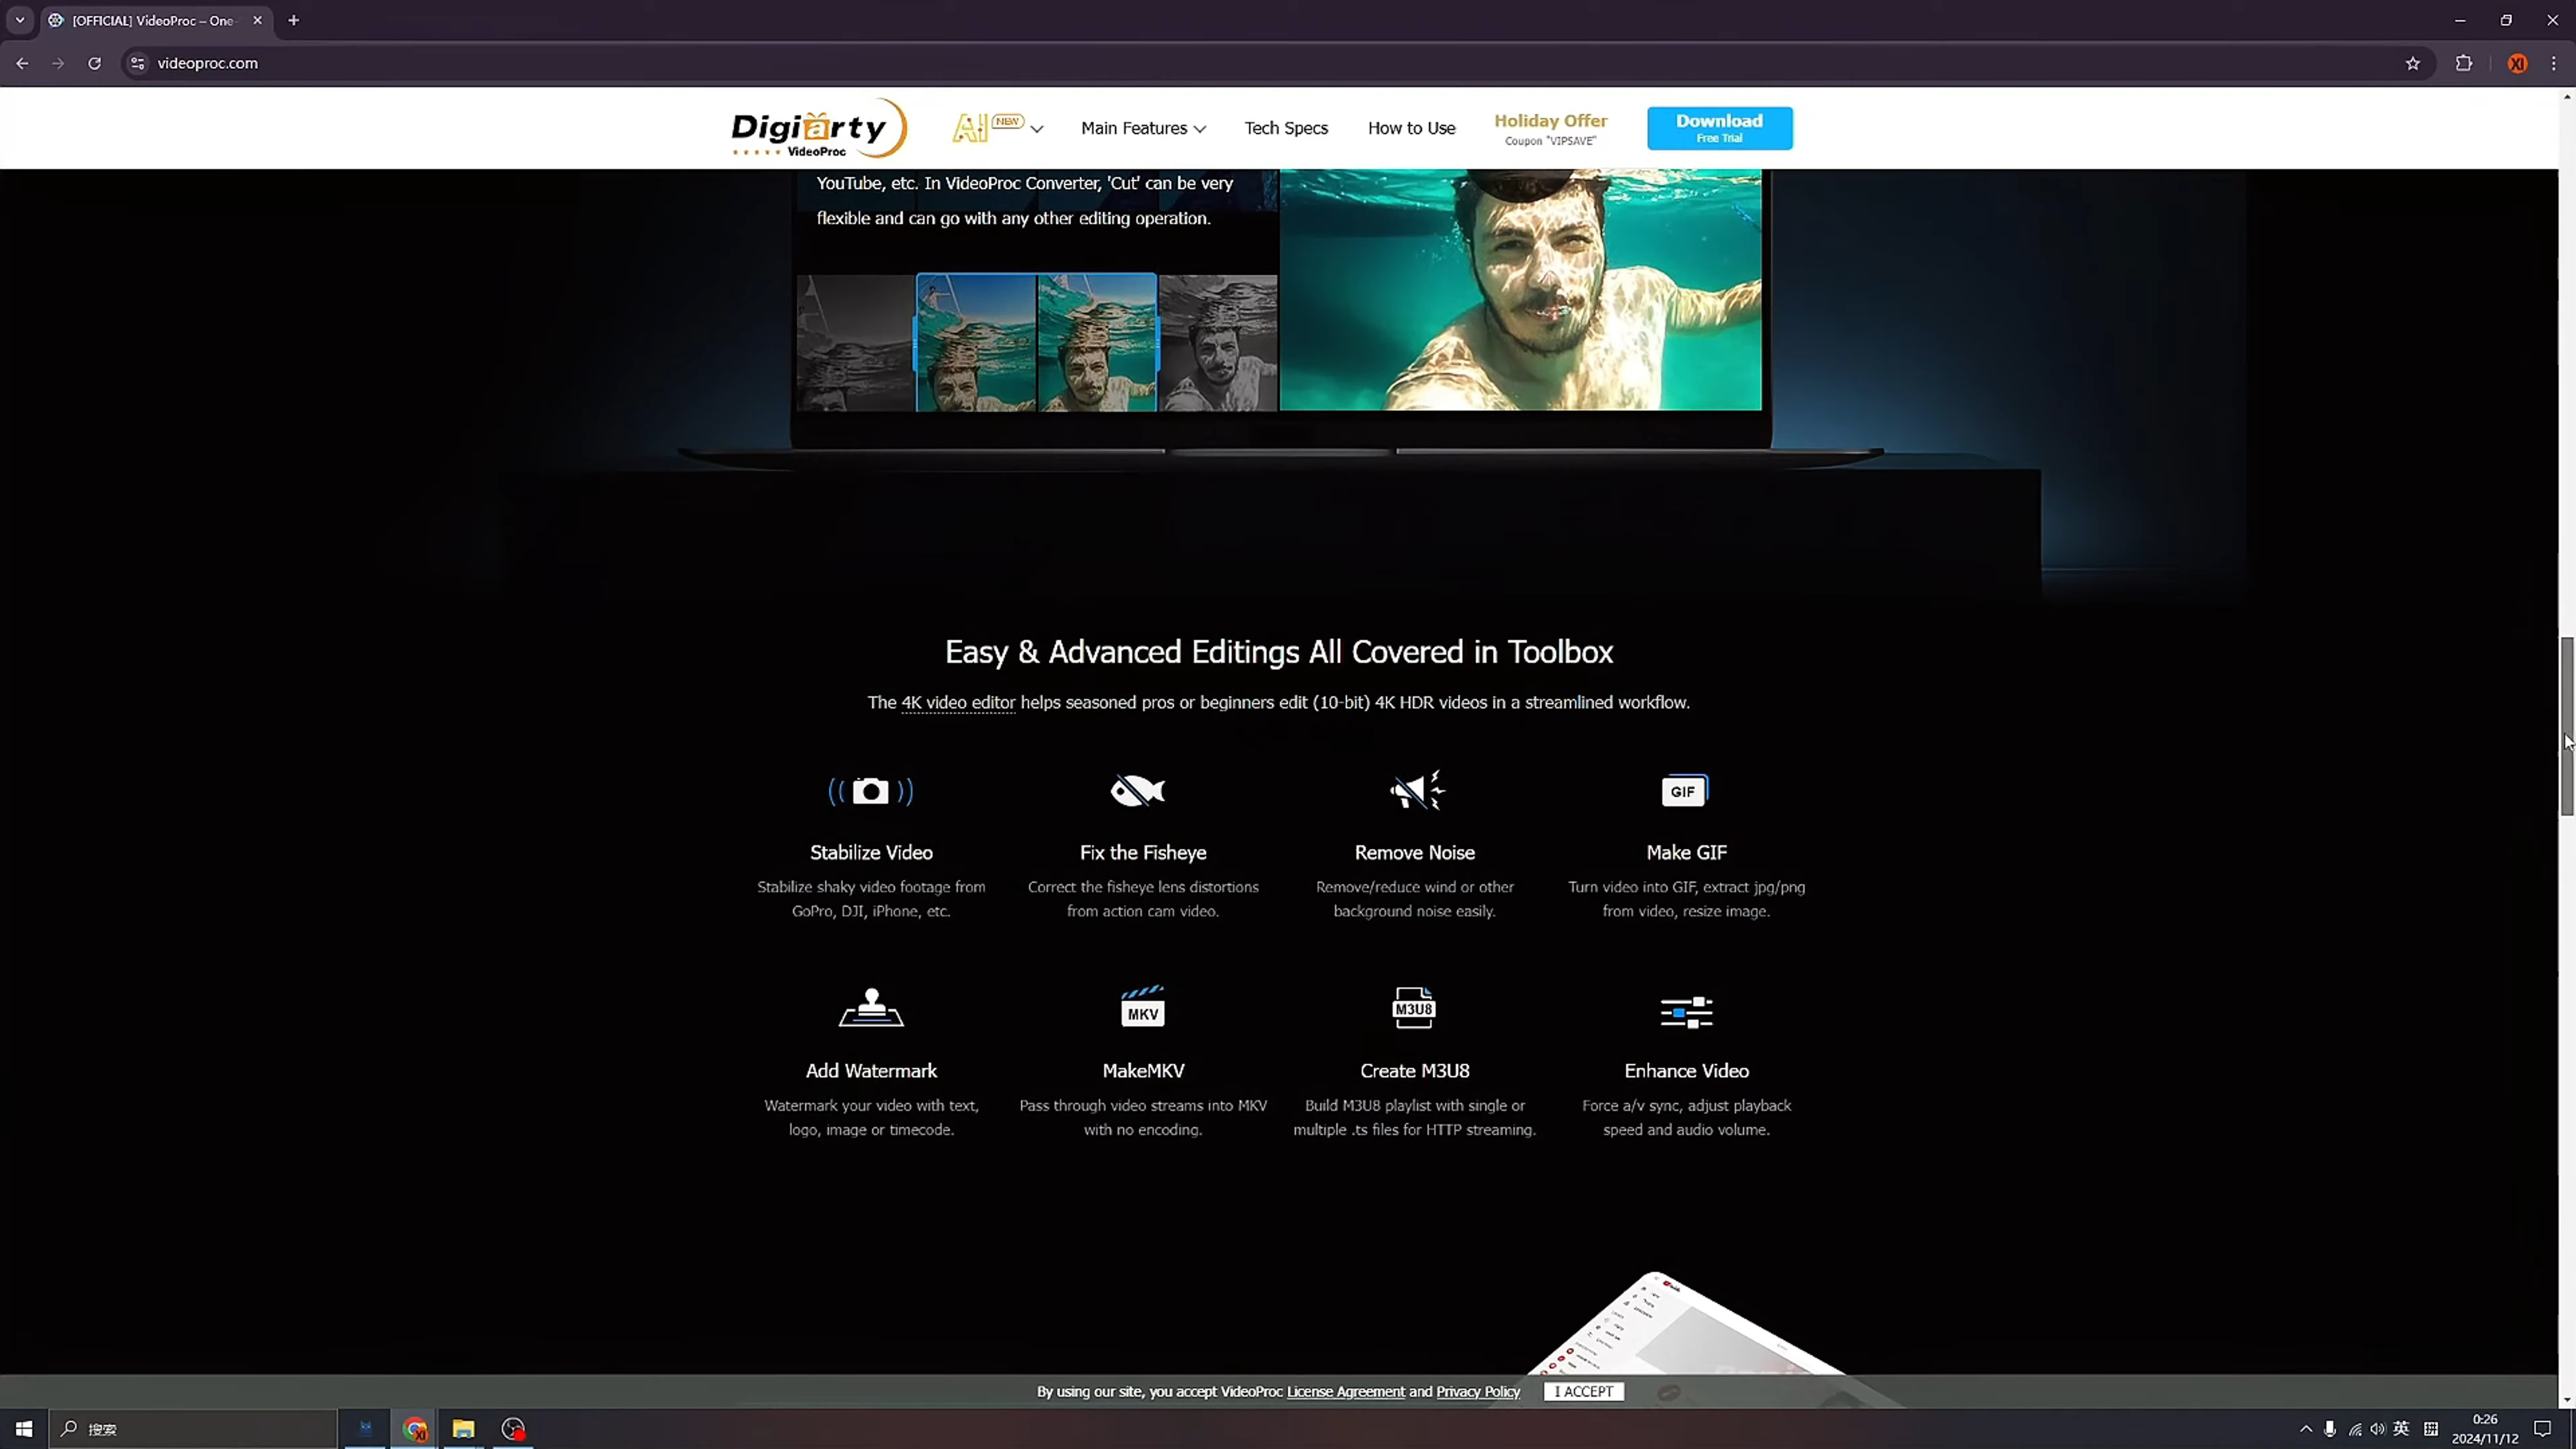 [OFFICIAL] VideoProc – One-
videoproc.com
Digiarty
VideoProc
AI NEW
Main Features
Tech Specs
How to Use
Holiday Offer
Coupon "VIPSAVE"
Download
Free Trial
YouTube, etc. In VideoProc Converter, 'Cut' can be very
flexible and can go with any other editing operation.
Easy & Advanced Editings All Covered in Toolbox
The 4K video editor helps seasoned pros or beginners edit (10-bit) 4K HDR videos in a streamlined workflow.
GIF
Stabilize Video
Stabilize shaky video footage from
GoPro, DJI, iPhone, etc.
Fix the Fisheye
Correct the fisheye lens distortions
from action cam video.
Remove Noise
Remove/reduce wind or other
background noise easily.
Make GIF
Turn video into GIF, extract jpg/png
from video, resize image.
MKV
M3U8
Add Watermark
Watermark your video with text,
logo, image or timecode.
MakeMKV
Pass through video streams into MKV
with no encoding.
Create M3U8
Build M3U8 playlist with single or
multiple .ts files for HTTP streaming.
Enhance Video
Force a/v sync, adjust playback
speed and audio volume.
By using our site, you accept VideoProc License Agreement and Privacy Policy
I ACCEPT
搜索
英
0:26
2024/11/12